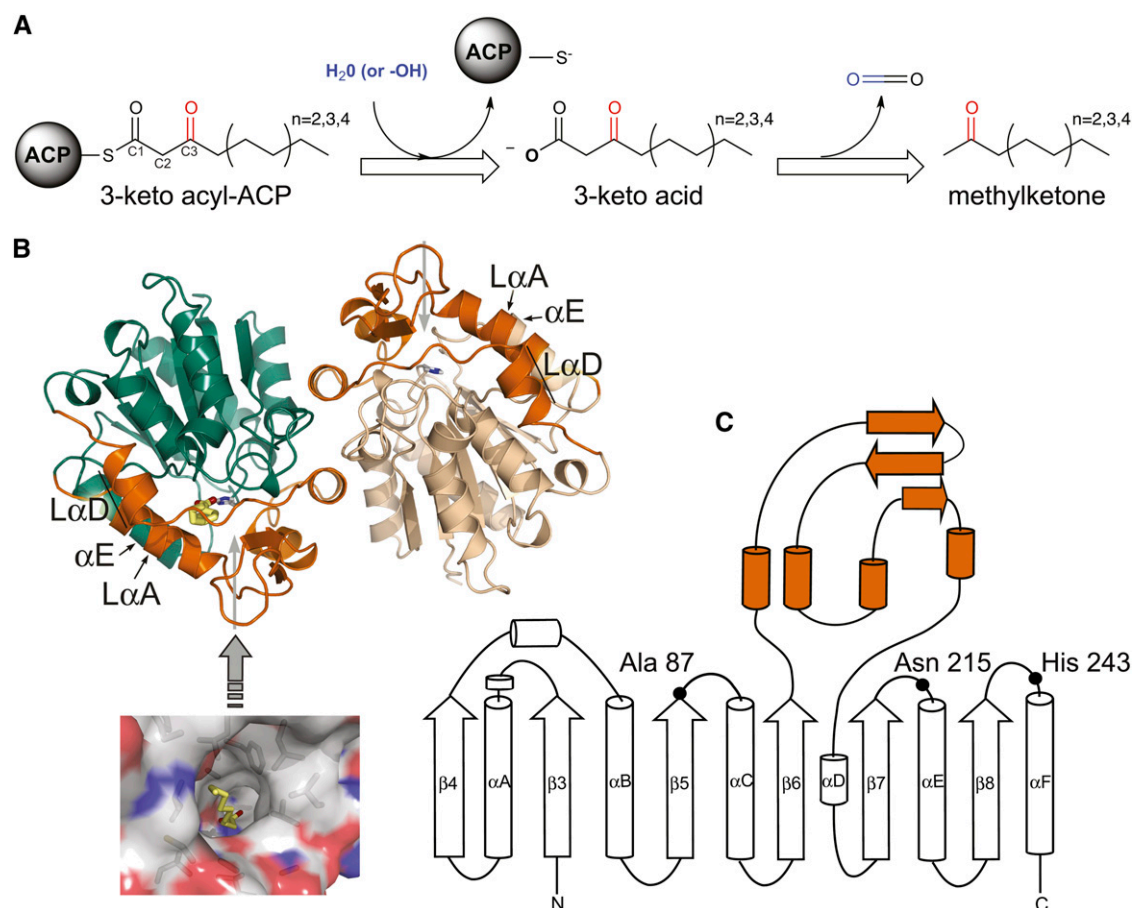 A
ACP
S⁻
H₂0 (or -OH)
O=C=O
O O n=2,3,4
ACP S C1 C2 C3
3-keto acyl-ACP
O O n=2,3,4
⁻ O
3-keto acid
O n=2,3,4
methylketone
B
LαA
αE
LαD
LαD
αE
LαA
C
Ala 87
Asn 215
His 243
β4 αA β3 αB β5 αC β6 αD β7 αE β8 αF
N
C